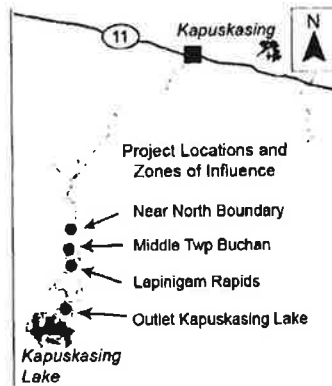 Kapuskasing
N
11
Project Locations and
Zones of Influence
Near North Boundary
Middle Twp Buchan
Lapinigam Rapids
Outlet Kapuskasing Lake
Kapuskasing
Lake